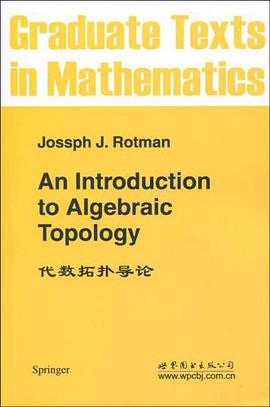 Graduate Texts
in Mathematics
Jossph J. Rotman
An Introduction
to Algebraic
Topology
代数拓扑导论
Springer
世界图书出版公司
www.wpcbj.com.cn